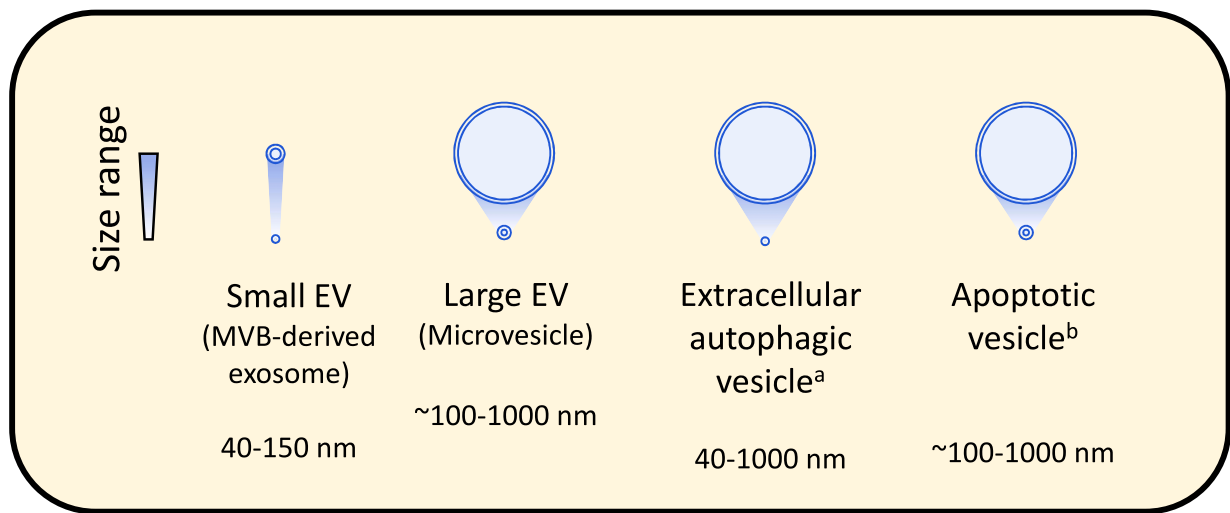 Size range
Small EV
(MVB-derived
exosome)
40-150 nm
Large EV
(Microvesicle)
~100-1000 nm
Extracellular
autophagic
vesicleᵃ
40-1000 nm
Apoptotic
vesicleᵇ
~100-1000 nm